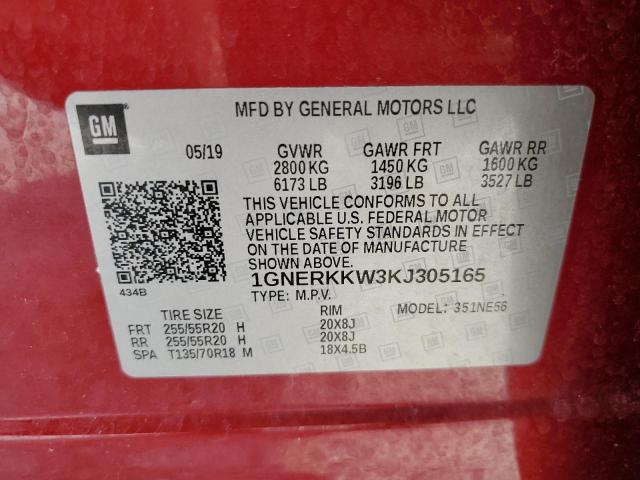 GM
MFD BY GENERAL MOTORS LLC
05/19 GVWR GAWR FRT GAWR RR
2800 KG 1450 KG 1600 KG
6173 LB 3196 LB 3527 LB
THIS VEHICLE CONFORMS TO ALL
APPLICABLE U.S. FEDERAL MOTOR
VEHICLE SAFETY STANDARDS IN EFFECT
ON THE DATE OF MANUFACTURE
SHOWN ABOVE.
434B
1GNERKKW3KJ305165
TYPE: M.P.V. MODEL: 351NE56
TIRE SIZE RIM
FRT 255/55R20 H 20X8J
RR 255/55R20 H 20X8J
SPA T135/70R18 M 18X4.5B